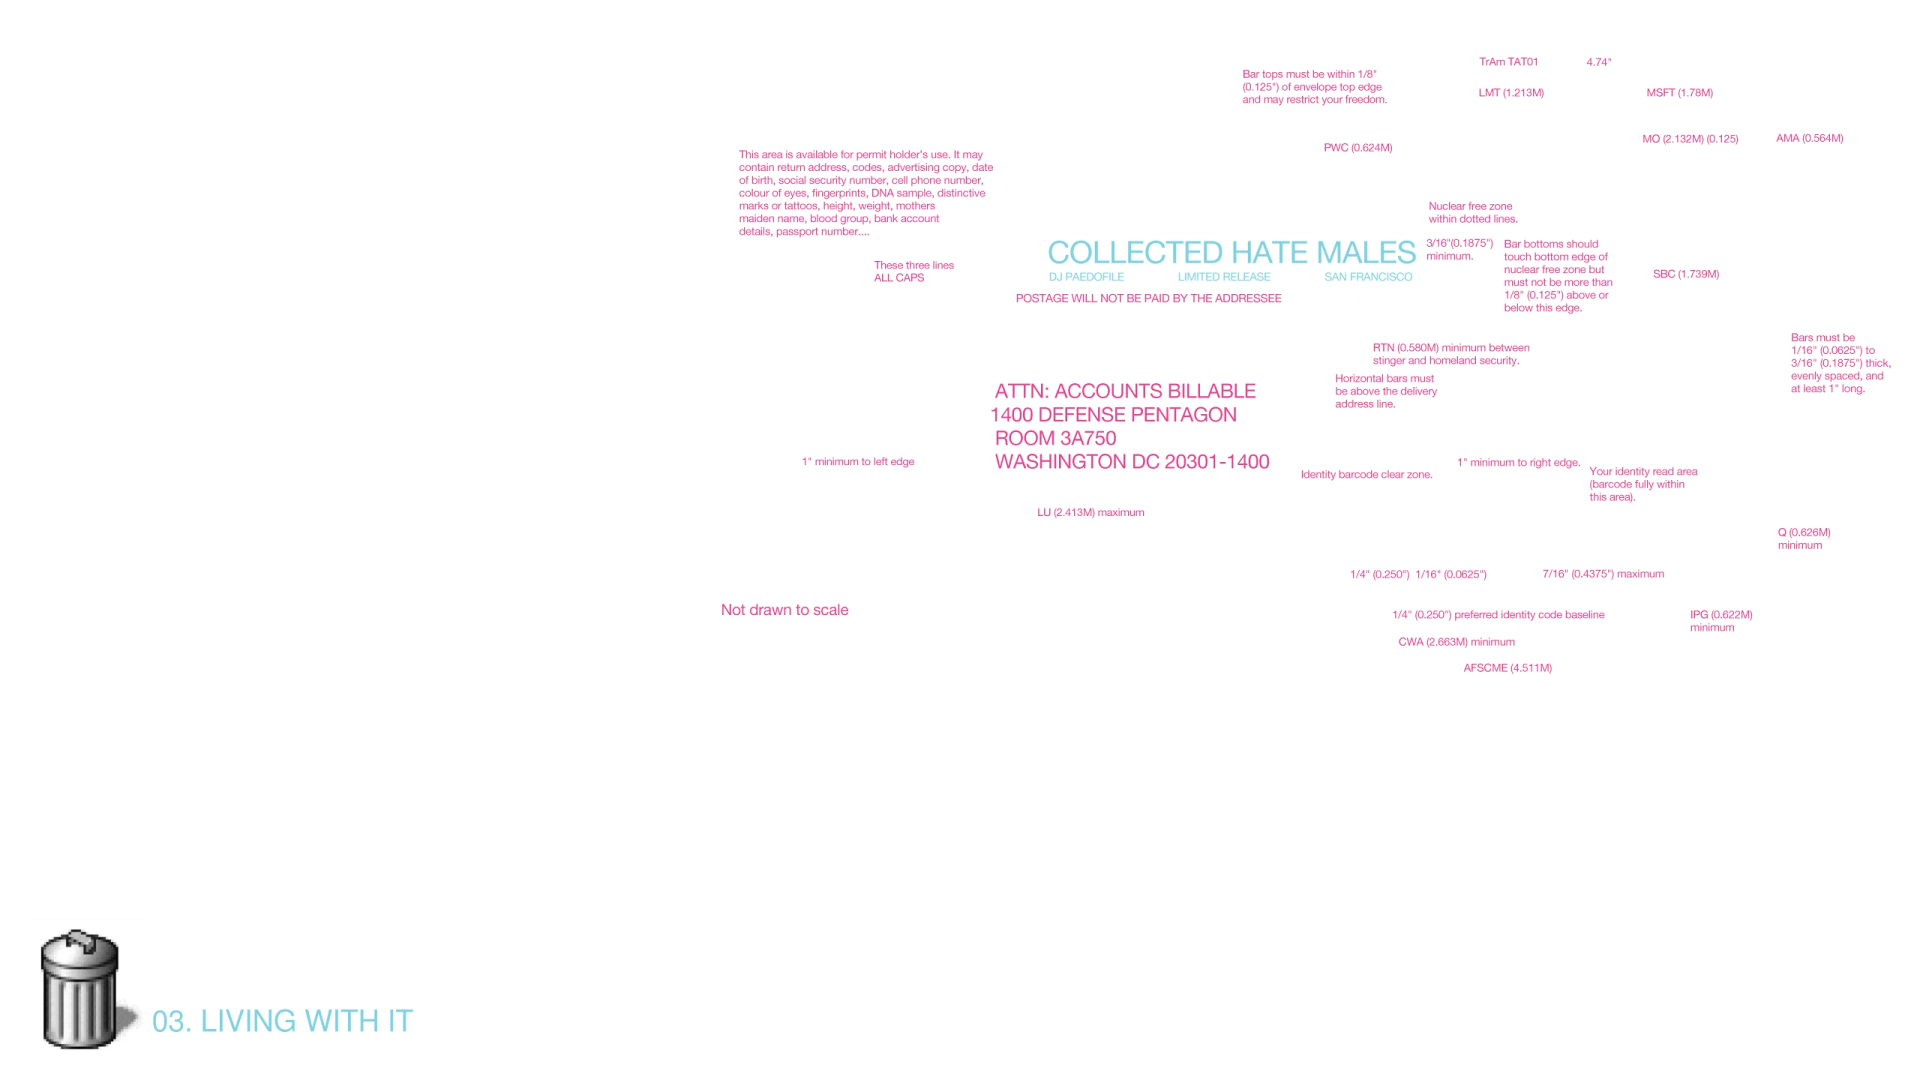 TrAm TAT01
4.74"
Bar tops must be within 1/8"
(0.125") of envelope top edge
and may restrict your freedom.
LMT (1.213M)
MSFT (1.78M)
MO (2.132M) (0.125)
AMA (0.564M)
PWC (0.624M)
This area is available for permit holder's use. It may
contain return address, codes, advertising copy, date
of birth, social security number, cell phone number,
colour of eyes, fingerprints, DNA sample, distinctive
marks or tattoos, height, weight, mothers
maiden name, blood group, bank account
details, passport number....
Nuclear free zone
within dotted lines.
COLLECTED HATE MALES
3/16"(0.1875")
minimum.
Bar bottoms should
touch bottom edge of
nuclear free zone but
must not be more than
1/8" (0.125") above or
below this edge.
These three lines
ALL CAPS
DJ PAEDOFILE
LIMITED RELEASE
SAN FRANCISCO
SBC (1.739M)
POSTAGE WILL NOT BE PAID BY THE ADDRESSEE
Bars must be
1/16" (0.0625") to
3/16" (0.1875") thick,
evenly spaced, and
at least 1" long.
RTN (0.580M) minimum between
stinger and homeland security.
Horizontal bars must
be above the delivery
address line.
ATTN: ACCOUNTS BILLABLE
1400 DEFENSE PENTAGON
ROOM 3A750
WASHINGTON DC 20301-1400
1" minimum to left edge
Identity barcode clear zone.
1" minimum to right edge.
Your identity read area
(barcode fully within
this area).
LU (2.413M) maximum
Q (0.626M)
minimum
1/4" (0.250")
1/16" (0.0625")
7/16" (0.4375") maximum
Not drawn to scale
1/4" (0.250") preferred identity code baseline
IPG (0.622M)
minimum
CWA (2.663M) minimum
AFSCME (4.511M)
03. LIVING WITH IT